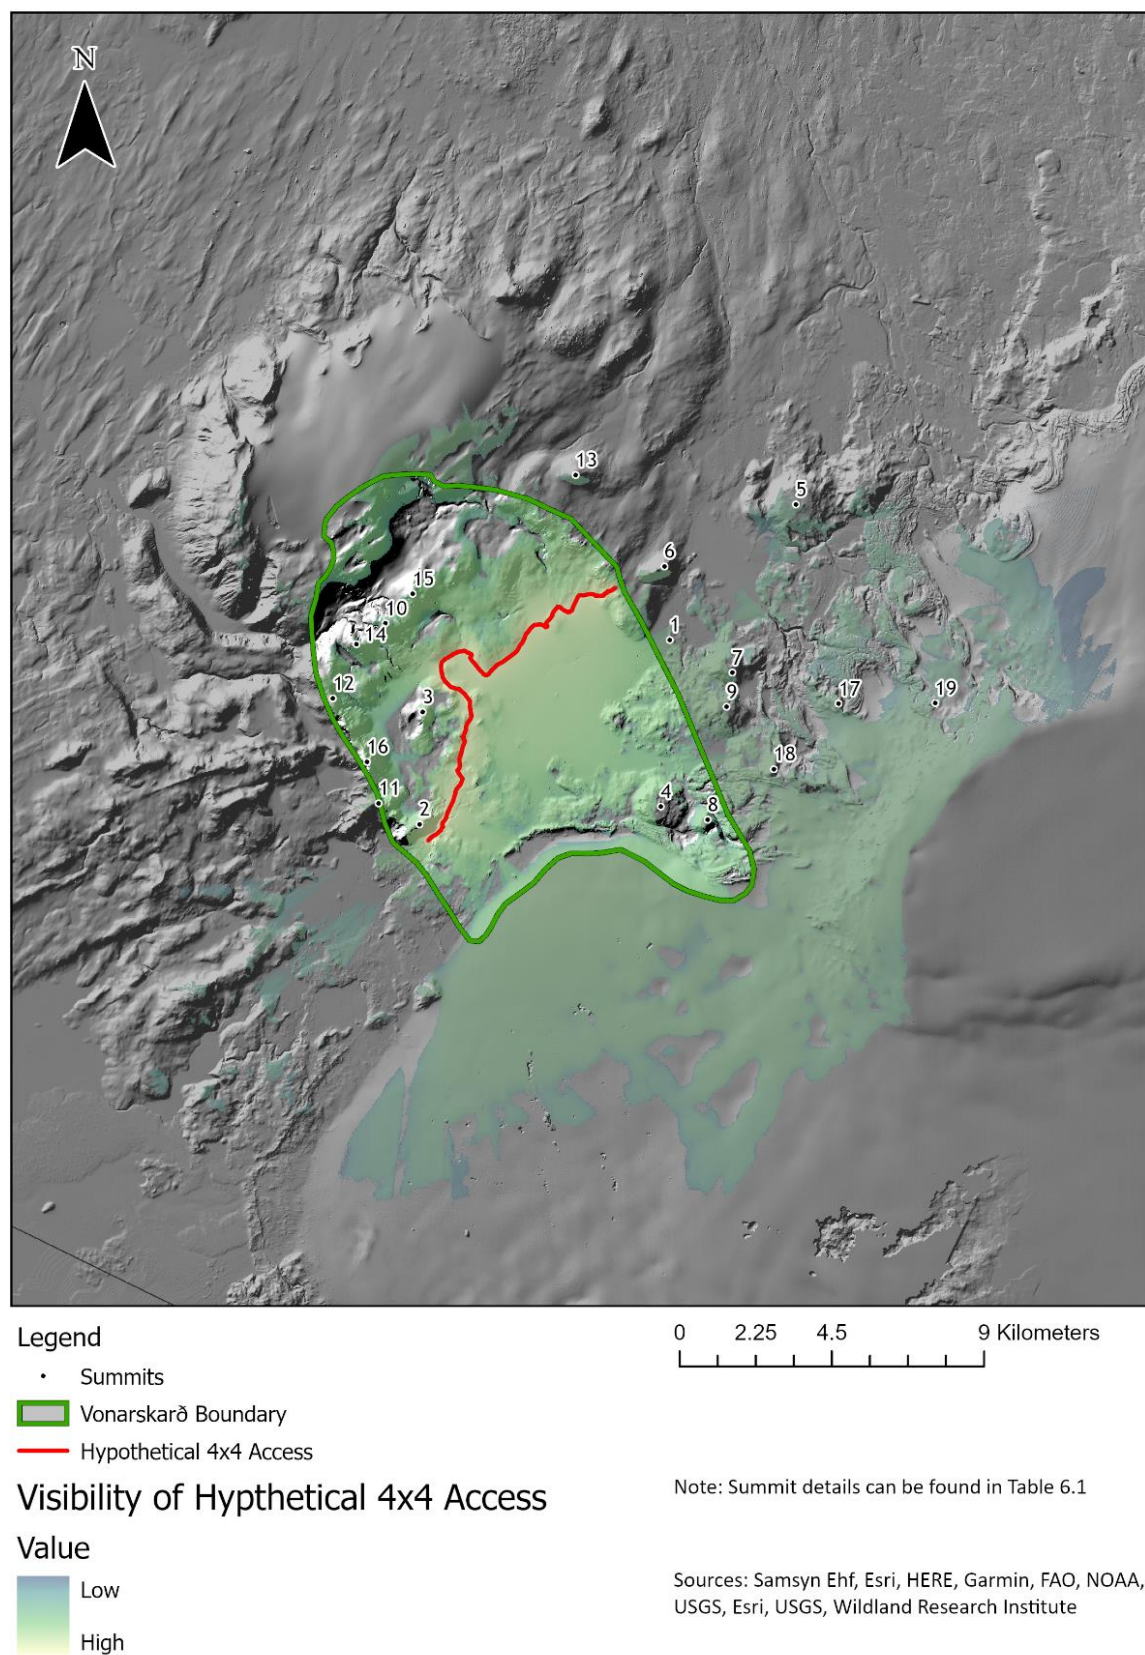 N
13
5
6
15
10
1
14
7
12
3
9
17
19
16
18
11
4
2
8
Legend
Summits
Vonarskarð Boundary
Hypothetical 4x4 Access
Visibility of Hypthetical 4x4 Access
Value
Low
High
0 2.25 4.5 9 Kilometers
Note: Summit details can be found in Table 6.1
Sources: Samsyn Ehf, Esri, HERE, Garmin, FAO, NOAA,
USGS, Esri, USGS, Wildland Research Institute